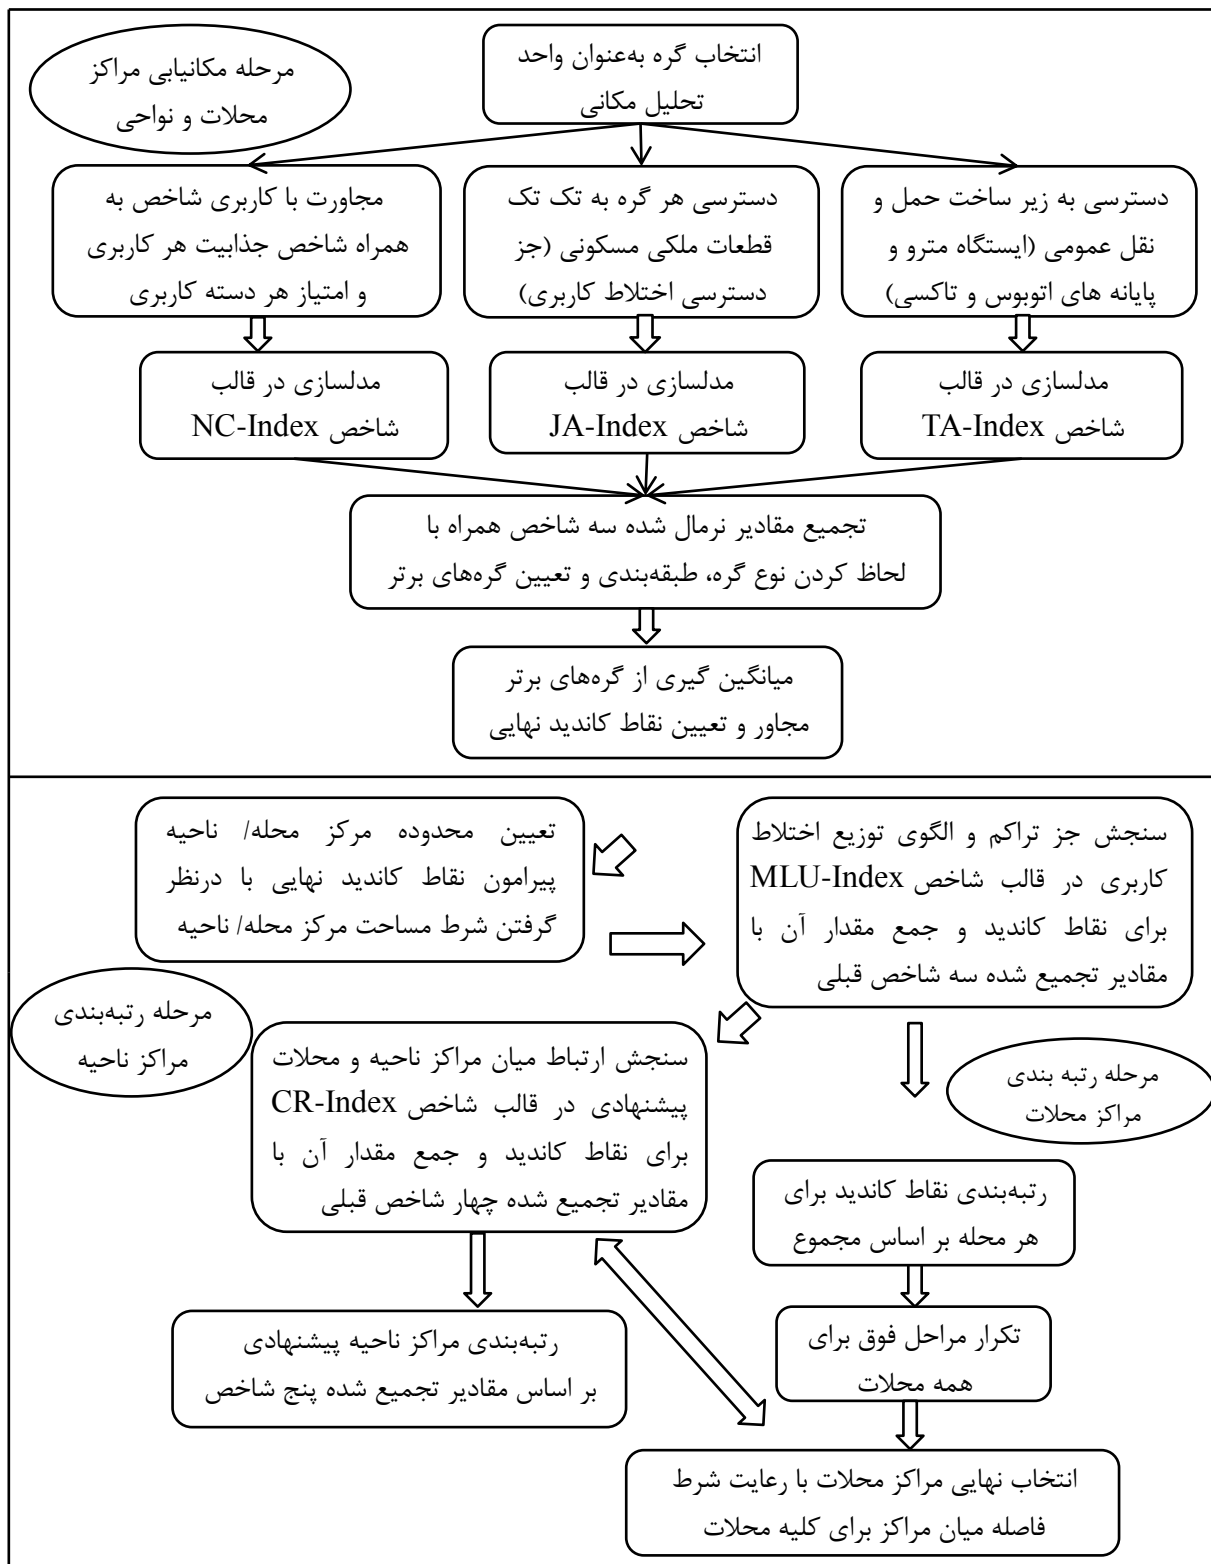 انتخاب گره به‌عنوان واحد
تحلیل مکانی
مرحله مکانیابی مراکز
محلات و نواحی
دسترسی به زیر ساخت حمل و
نقل عمومی (ایستگاه مترو و
پایانه های اتوبوس و تاکسی)
دسترسی هر گره به تک تک
قطعات ملکی مسکونی (جز
دسترسی اختلاط کاربری)
مجاورت با کاربری شاخص به
همراه شاخص جذابیت هر کاربری
و امتیاز هر دسته کاربری
مدلسازی در قالب
شاخص TA-Index
مدلسازی در قالب
شاخص JA-Index
مدلسازی در قالب
شاخص NC-Index
تجمیع مقادیر نرمال شده سه شاخص همراه با
لحاظ کردن نوع گره، طبقه‌بندی و تعیین گره‌های برتر
میانگین گیری از گره‌های برتر
مجاور و تعیین نقاط کاندید نهایی
تعیین محدوده مرکز محله/ ناحیه
پیرامون نقاط کاندید نهایی با درنظر
گرفتن شرط مساحت مرکز محله/ ناحیه
سنجش جز تراکم و الگوی توزیع اختلاط
کاربری در قالب شاخص MLU-Index
برای نقاط کاندید و جمع مقدار آن با
مقادیر تجمیع شده سه شاخص قبلی
مرحله رتبه‌بندی
مراکز ناحیه
سنجش ارتباط میان مراکز ناحیه و محلات
پیشنهادی در قالب شاخص CR-Index
برای نقاط کاندید و جمع مقدار آن با
مقادیر تجمیع شده چهار شاخص قبلی
مرحله رتبه بندی
مراکز محلات
رتبه‌بندی نقاط کاندید برای
هر محله بر اساس مجموع
رتبه‌بندی مراکز ناحیه پیشنهادی
بر اساس مقادیر تجمیع شده پنج شاخص
تکرار مراحل فوق برای
همه محلات
انتخاب نهایی مراکز محلات با رعایت شرط
فاصله میان مراکز برای کلیه محلات